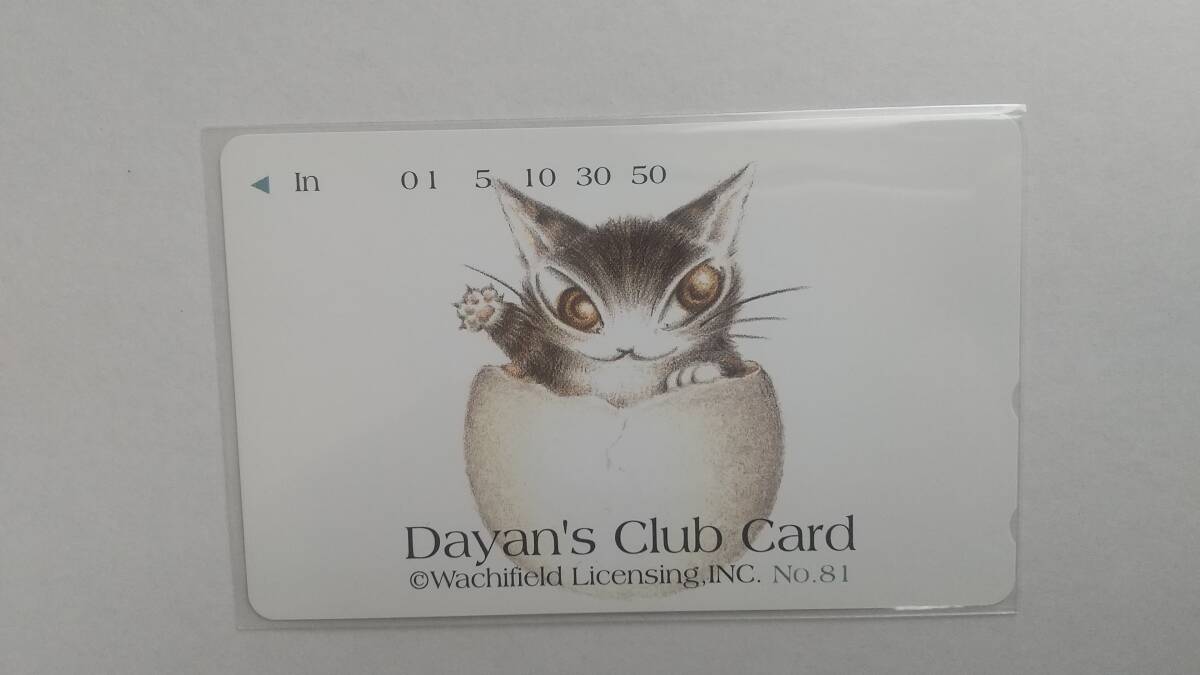 ◀ In 01 5 10 30 50
Dayan's Club Card
©Wachifield Licensing,INC. No.81